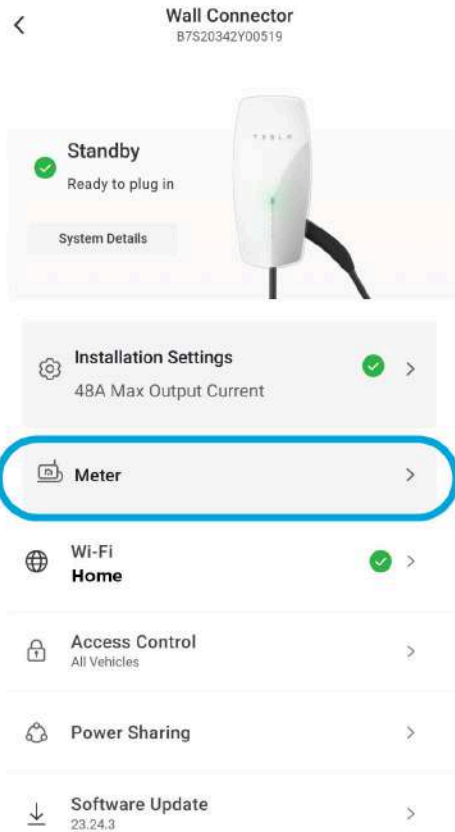 Wall Connector
B7S20342Y00519
TESLA
Standby
Ready to plug in
System Details
Installation Settings
48A Max Output Current
Meter
Wi-Fi
Home
Access Control
All Vehicles
Power Sharing
Software Update
23.24.3